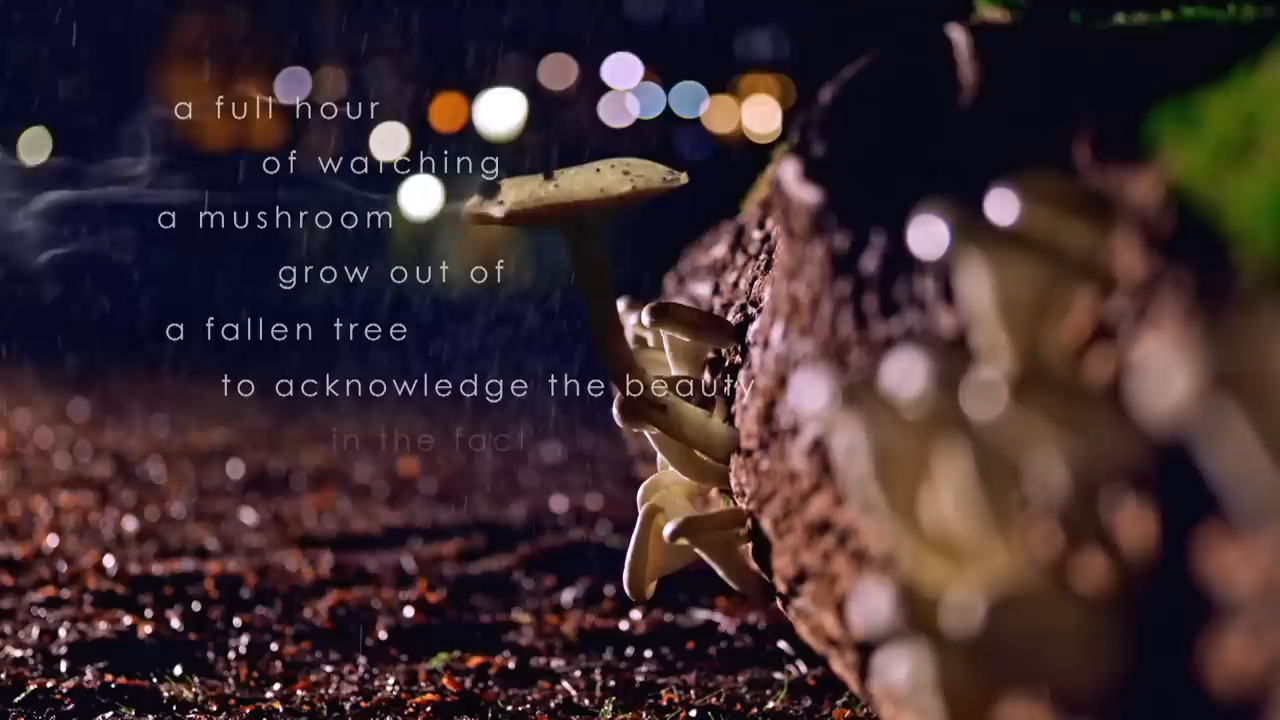 a full hour
of watching
a mushroom
grow out of
a fallen tree
to acknowledge the beauty
in the fact